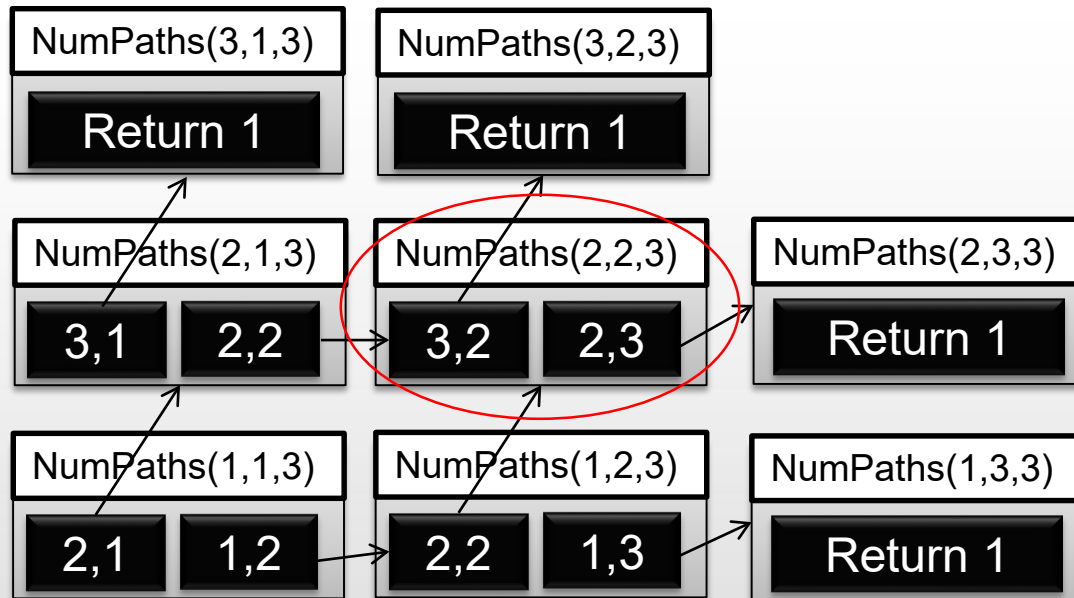 NumPaths(3,1,3)
NumPaths(3,2,3)
Return 1
Return 1
NumPaths(2,1,3)
NumPaths(2,2,3)
NumPaths(2,3,3)
3,1
2,2
3,2
2,3
Return 1
NumPaths(1,1,3)
NumPaths(1,2,3)
NumPaths(1,3,3)
2,1
1,2
2,2
1,3
Return 1